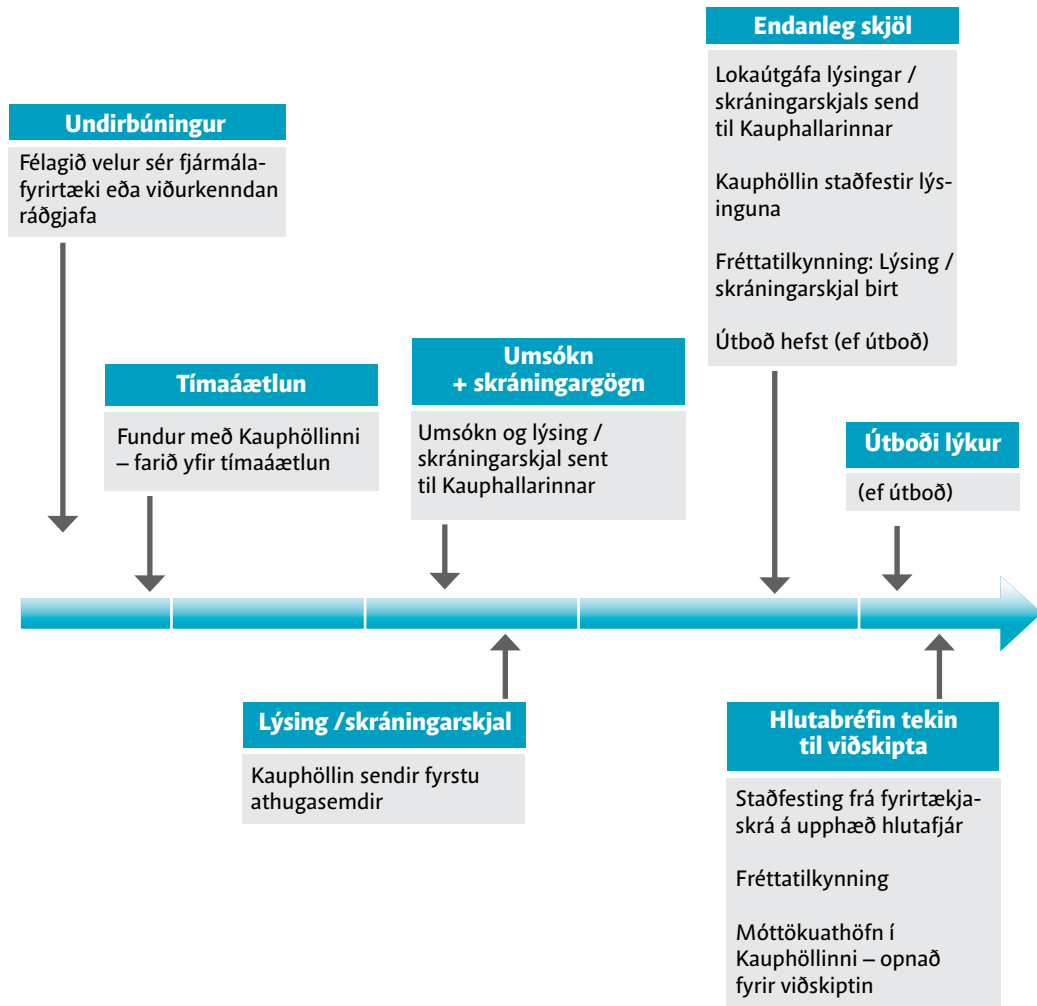 Undirbúningur
Félagið velur sér fjármála-
fyrirtæki eða viðurkenndan
ráðgjafa
Tímaáætlun
Fundur með Kauphöllinni
– farið yfir tímaáætlun
Umsókn
+ skráningargögn
Umsókn og lýsing /
skráningarskjal sent
til Kauphallarinnar
Endanleg skjöl
Lokaútgáfa lýsingar /
skráningarskjals send
til Kauphallarinnar
Kauphöllin staðfestir lýs-
inguna
Fréttatilkynning: Lýsing /
skráningarskjal birt
Útboð hefst (ef útboð)
Útboði lýkur
(ef útboð)
Lýsing /skráningarskjal
Kauphöllin sendir fyrstu
athugasemdir
Hlutabréfin tekin
til viðskipta
Staðfesting frá fyrirtækja-
skrá á upphæð hlutafjár
Fréttatilkynning
Móttökuathöfn í
Kauphöllinni – opnað
fyrir viðskiptin